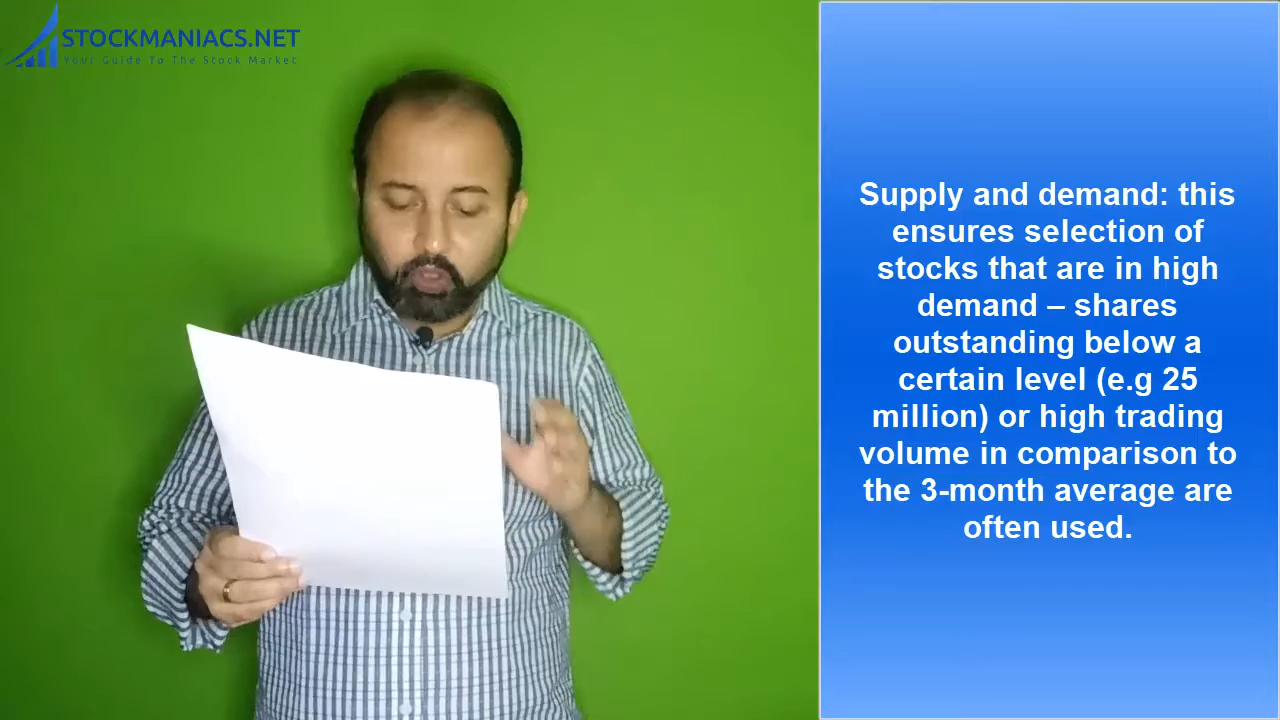 STOCKMANIACS.NET
Your Guide To The Stock Market
Supply and demand: this
ensures selection of
stocks that are in high
demand – shares
outstanding below a
certain level (e.g 25
million) or high trading
volume in comparison to
the 3-month average are
often used.